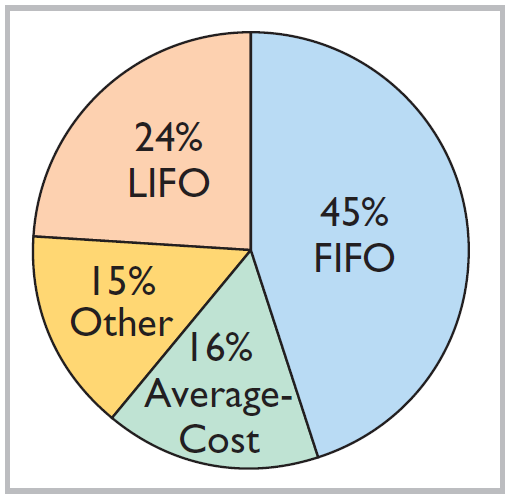 24%
LIFO
45%
FIFO
15%
Other
16%
Average-
Cost